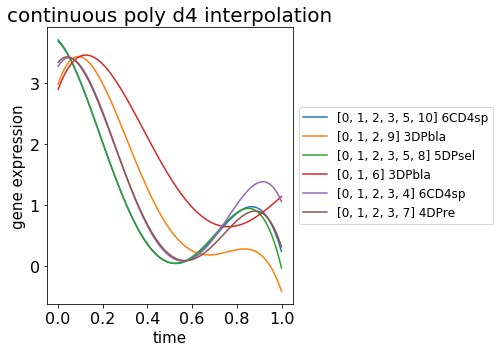 continuous poly d4 interpolation
gene expression
3
2
1
0
0.0 0.2 0.4 0.6 0.8 1.0
time
[0, 1, 2, 3, 5, 10] 6CD4sp
[0, 1, 2, 9] 3DPbla
[0, 1, 2, 3, 5, 8] 5DPsel
[0, 1, 6] 3DPbla
[0, 1, 2, 3, 4] 6CD4sp
[0, 1, 2, 3, 7] 4DPre